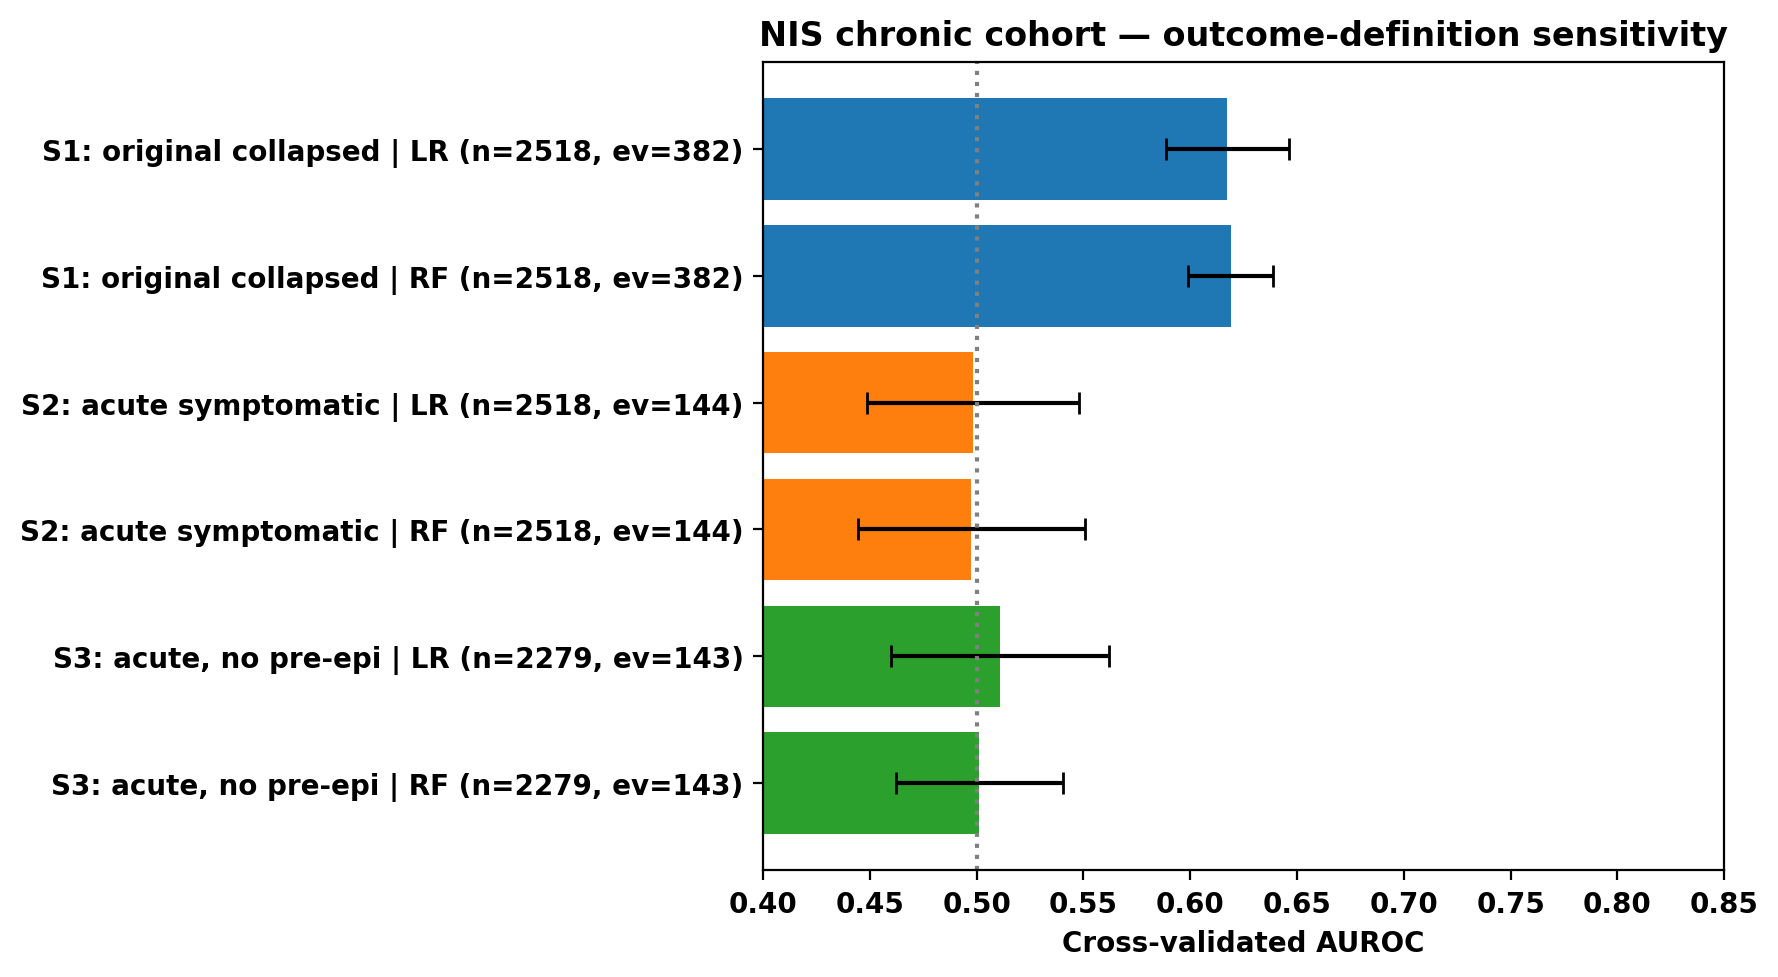 NIS chronic cohort — outcome-definition sensitivity
S1: original collapsed | LR (n=2518, ev=382)
S1: original collapsed | RF (n=2518, ev=382)
S2: acute symptomatic | LR (n=2518, ev=144)
S2: acute symptomatic | RF (n=2518, ev=144)
S3: acute, no pre-epi | LR (n=2279, ev=143)
S3: acute, no pre-epi | RF (n=2279, ev=143)
0.40 0.45 0.50 0.55 0.60 0.65 0.70 0.75 0.80 0.85
Cross-validated AUROC